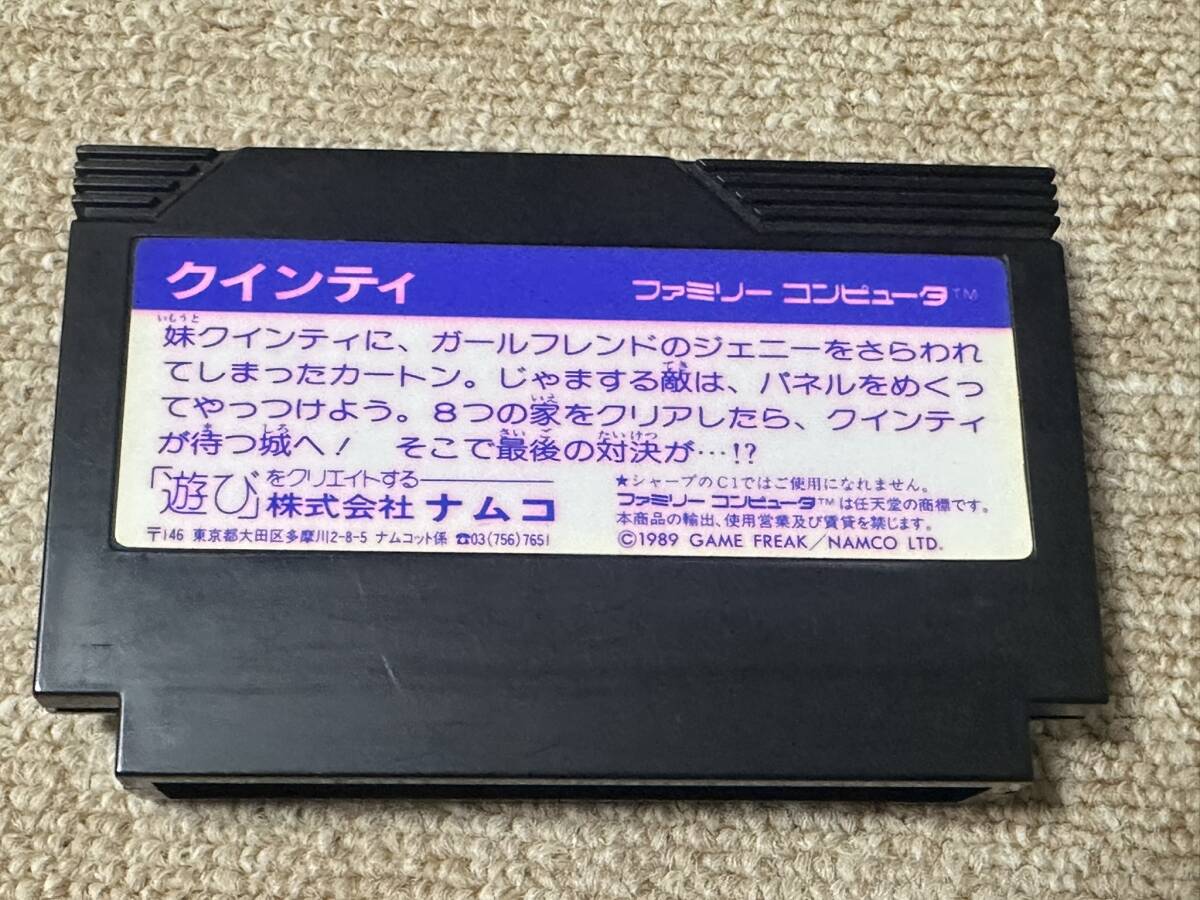 クインティ ファミリー コンピュータ™
妹クインティに、ガールフレンドのジェニーをさらわれ
てしまったカートン。じゃまする敵は、パネルをめくっ
てやっつけよう。8つの家をクリアしたら、クインティ
が待つ城へ! そこで最後の対決が…!?
「遊び」をクリエイトする
株式会社 ナムコ
〒146 東京都大田区多摩川2-8-5 ナムコット係 ☎03(756)7651
★シャープのC1ではご使用になれません。
ファミリー コンピュータ™は任天堂の商標です。
本商品の輸出、使用営業及び賃貸を禁じます。
©1989 GAME FREAK/NAMCO LTD.